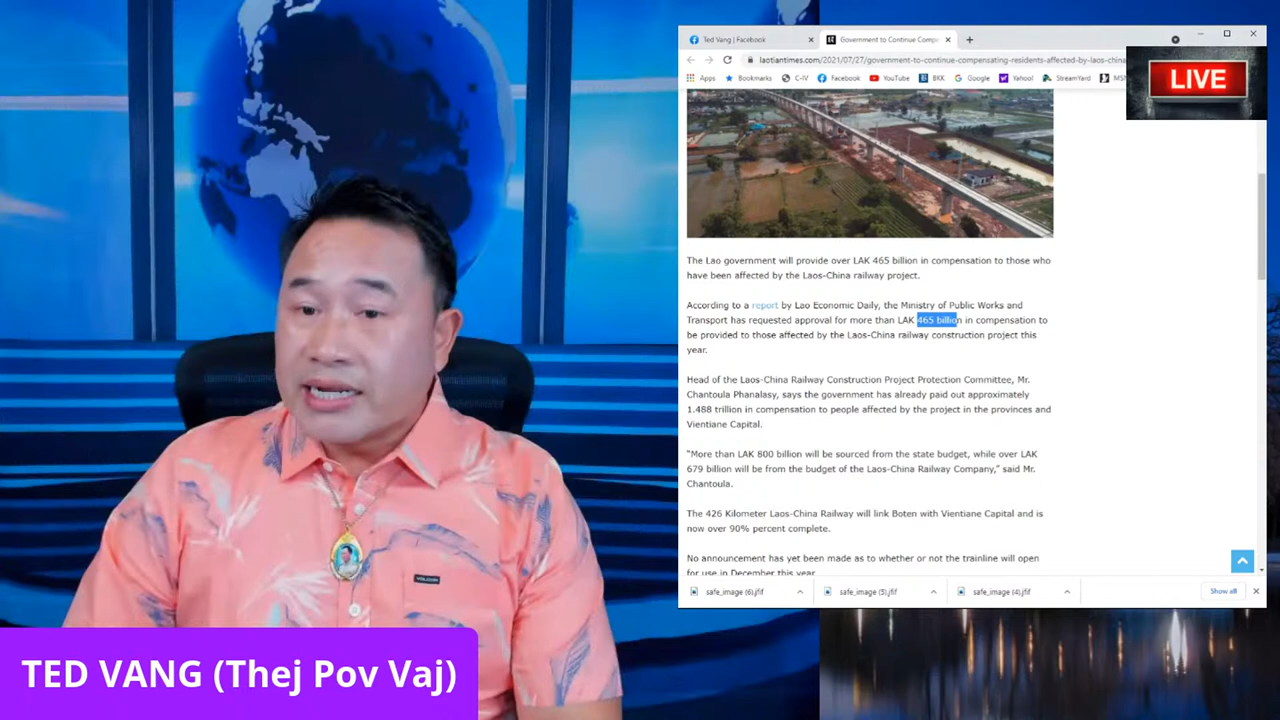 Ted Vang | Facebook
Government to Continue Compe
laotiantimes.com/2021/07/27/government-to-continue-compensating-residents-affected-by-laos-china
Apps
Bookmarks
C-IV
Facebook
YouTube
BKK
Google
Yahoo!
StreamYard
LIVE
The Lao government will provide over LAK 465 billion in compensation to those who
have been affected by the Laos-China railway project.
According to a report by Lao Economic Daily, the Ministry of Public Works and
Transport has requested approval for more than LAK 465 billion in compensation to
be provided to those affected by the Laos-China railway construction project this
year.
Head of the Laos-China Railway Construction Project Protection Committee, Mr.
Chantoula Phanalasy, says the government has already paid out approximately
1.488 trillion in compensation to people affected by the project in the provinces and
Vientiane Capital.
“More than LAK 800 billion will be sourced from the state budget, while over LAK
679 billion will be from the budget of the Laos-China Railway Company,” said Mr.
Chantoula.
The 426 Kilometer Laos-China Railway will link Boten with Vientiane Capital and is
now over 90% percent complete.
No announcement has yet been made as to whether or not the trainline will open
for use in December this year.
safe_image (6).jfif
safe_image (5).jfif
safe_image (4).jfif
Show all
VOLCOM
TED VANG (Thej Pov Vaj)